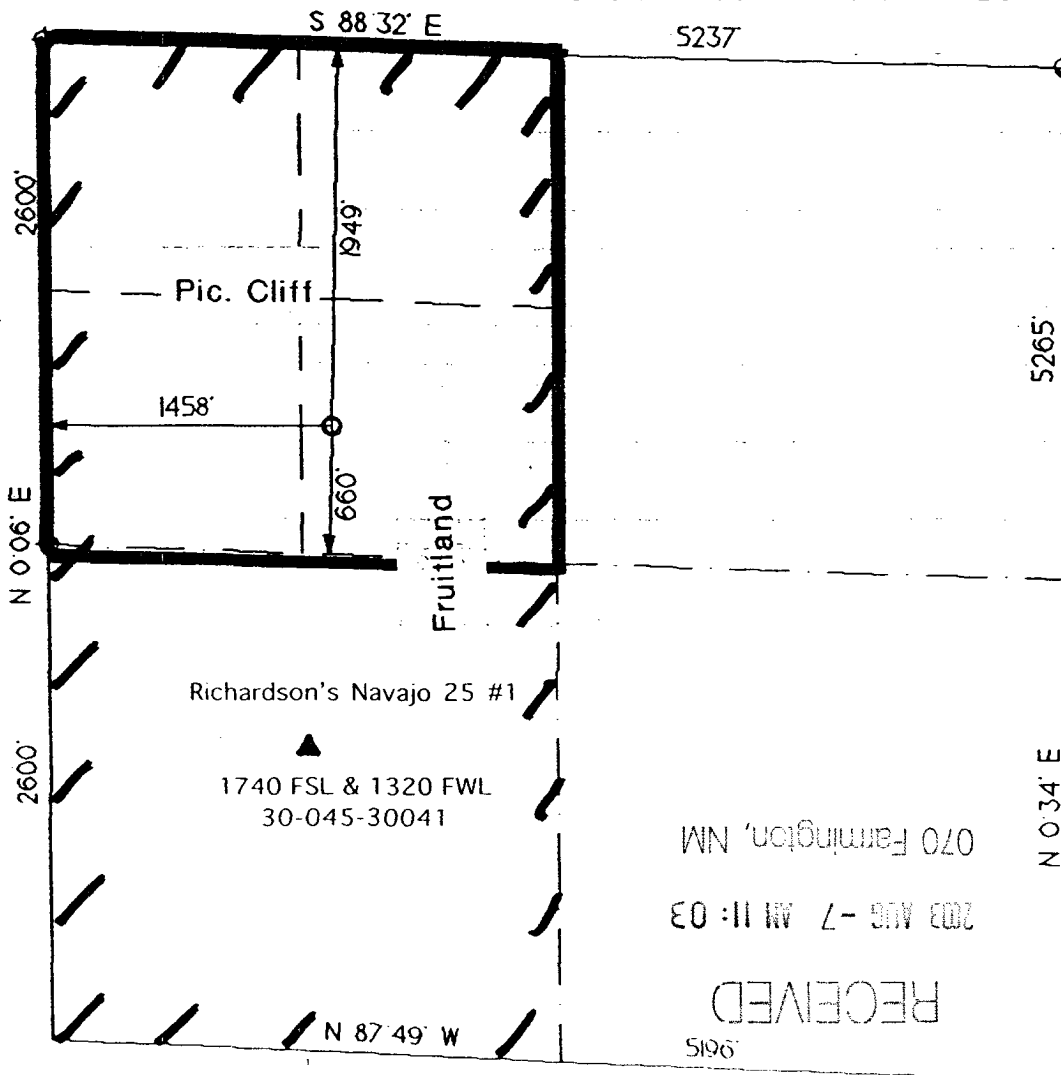 S 88°32' E
5237'
2600'
1949'
Pic. Cliff
5265'
1458'
660'
N 0°06' E
Fruitland
Richardson's Navajo 25 #1
1740 FSL & 1320 FWL
30-045-30041
2600'
N 0°34' E
070 Farmington, NM
2003 AUG -7 AM 11: 03
RECEIVED
N 87°49' W
5196'